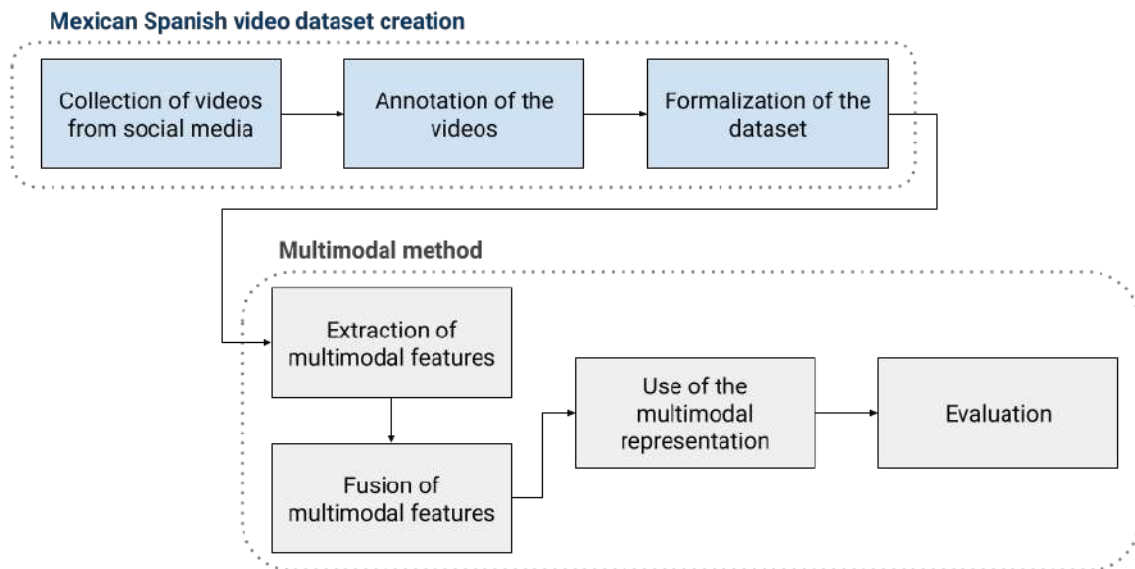 Mexican Spanish video dataset creation
Collection of videos
from social media
Annotation of the
videos
Formalization of the
dataset
Multimodal method
Extraction of
multimodal features
Fusion of
multimodal features
Use of the
multimodal
representation
Evaluation